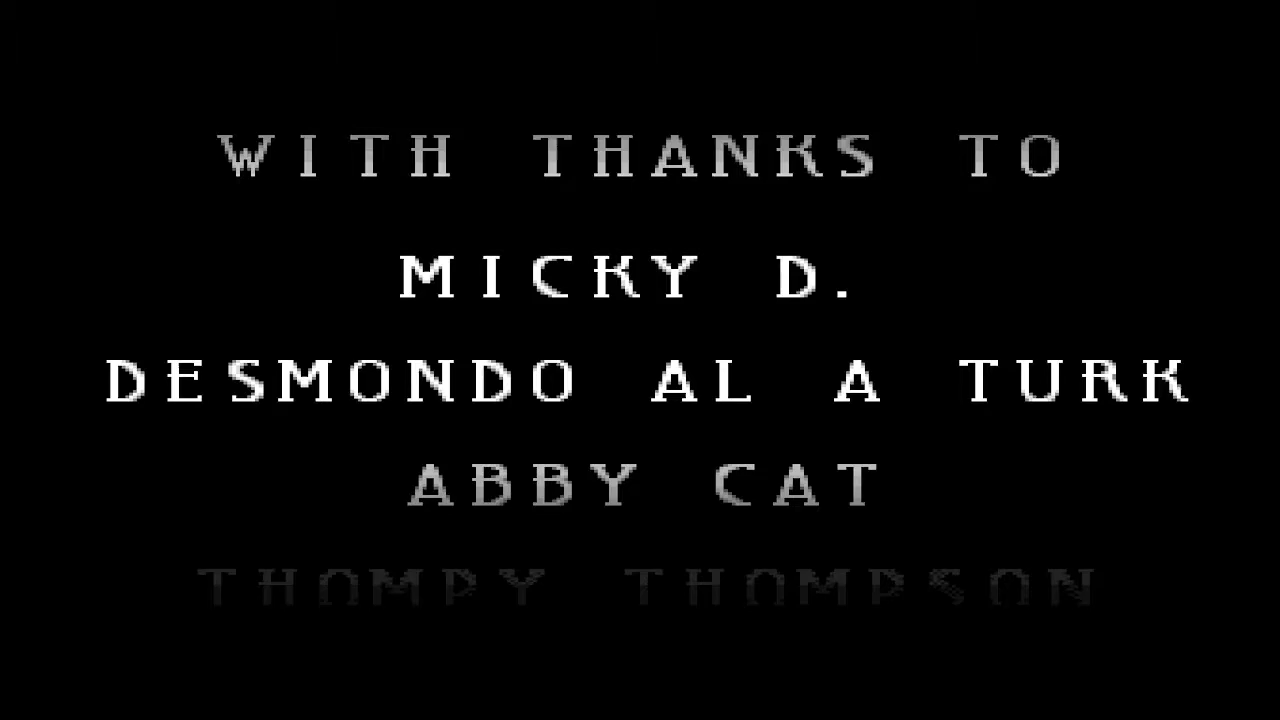 WITH THANKS TO
MICKY D.
DESMONDO AL A TURK
ABBY CAT
THOMPY THOMPSON